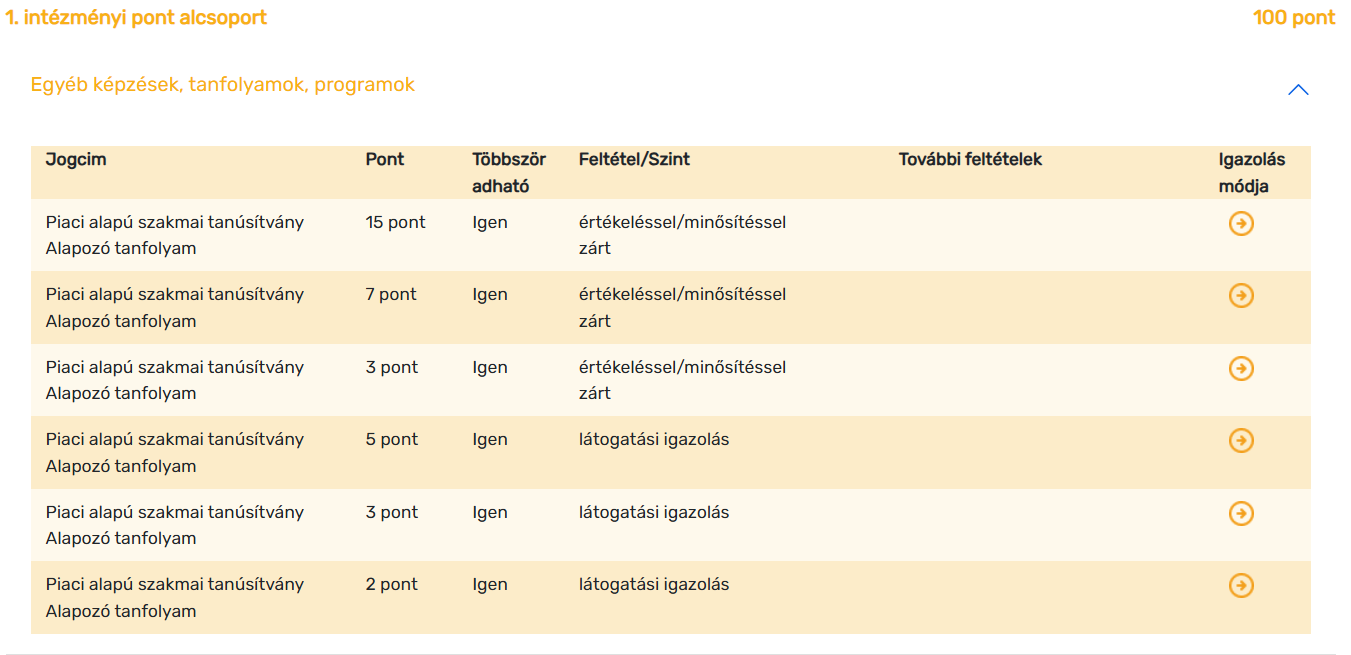 1. intézményi pont alcsoport 100 pont
Egyéb képzések, tanfolyamok, programok
Jogcim Pont Többször adható Feltétel/Szint További feltételek Igazolás módja
Piaci alapú szakmai tanúsítvány Alapozó tanfolyam 15 pont Igen értékeléssel/minősítéssel zárt
Piaci alapú szakmai tanúsítvány Alapozó tanfolyam 7 pont Igen értékeléssel/minősítéssel zárt
Piaci alapú szakmai tanúsítvány Alapozó tanfolyam 3 pont Igen értékeléssel/minősítéssel zárt
Piaci alapú szakmai tanúsítvány Alapozó tanfolyam 5 pont Igen látogatási igazolás
Piaci alapú szakmai tanúsítvány Alapozó tanfolyam 3 pont Igen látogatási igazolás
Piaci alapú szakmai tanúsítvány Alapozó tanfolyam 2 pont Igen látogatási igazolás